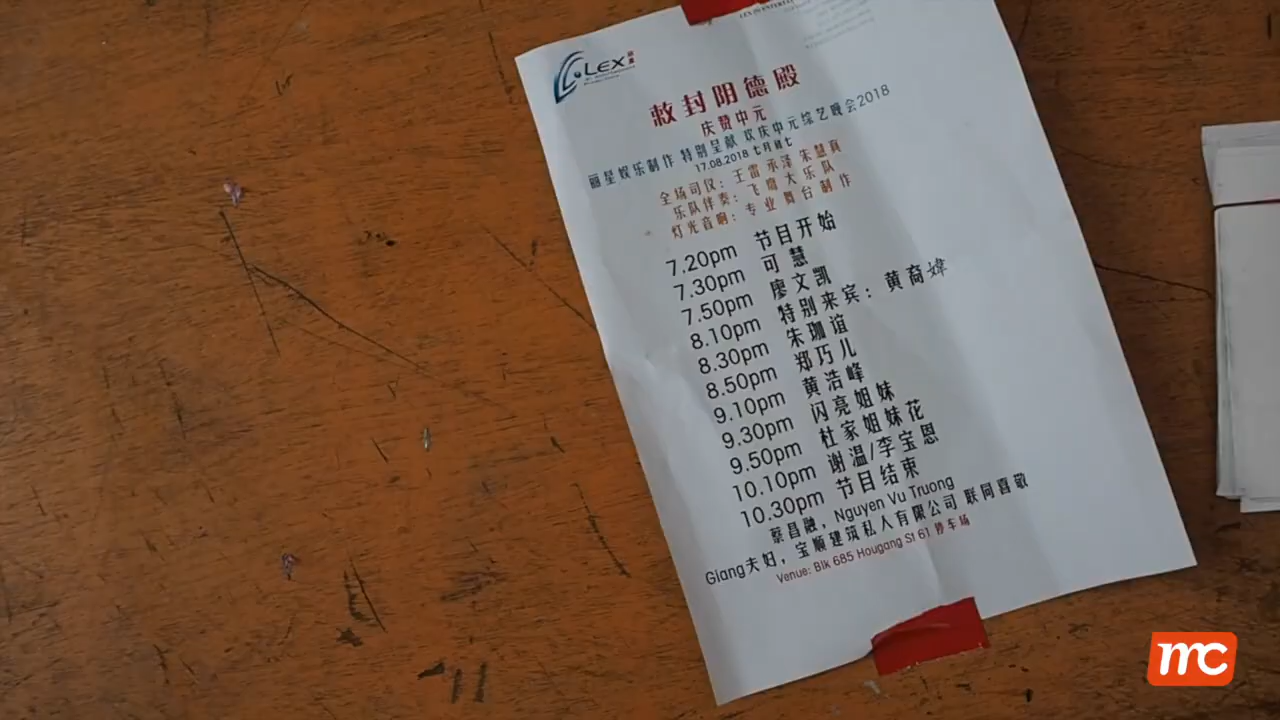 LEX
敕封阴德殿
庆赞中元
丽星娱乐制作 特别呈献 欢庆中元综艺晚会2018
17.08.2018 七月初七
全场司仪：王雷 承泽 朱慧真
乐队伴奏：飞鹰大乐队
灯光音响：专业舞台制作
7.20pm 节目开始
7.30pm 可慧
7.50pm 廖文凯
8.10pm 特别来宾：黄裔婞
8.30pm 朱珈谊
8.50pm 郑巧儿
9.10pm 黄浩峰
9.30pm 闪亮姐妹
9.50pm 杜家姐妹花
10.10pm 谢温/李宝恩
10.30pm 节目结束
蔡昌融，Nguyen Vu Truong
Giang夫妇，宝顺建筑私人有限公司 联同喜敬
Venue: Blk 685 Hougang St 61 停车场
mc